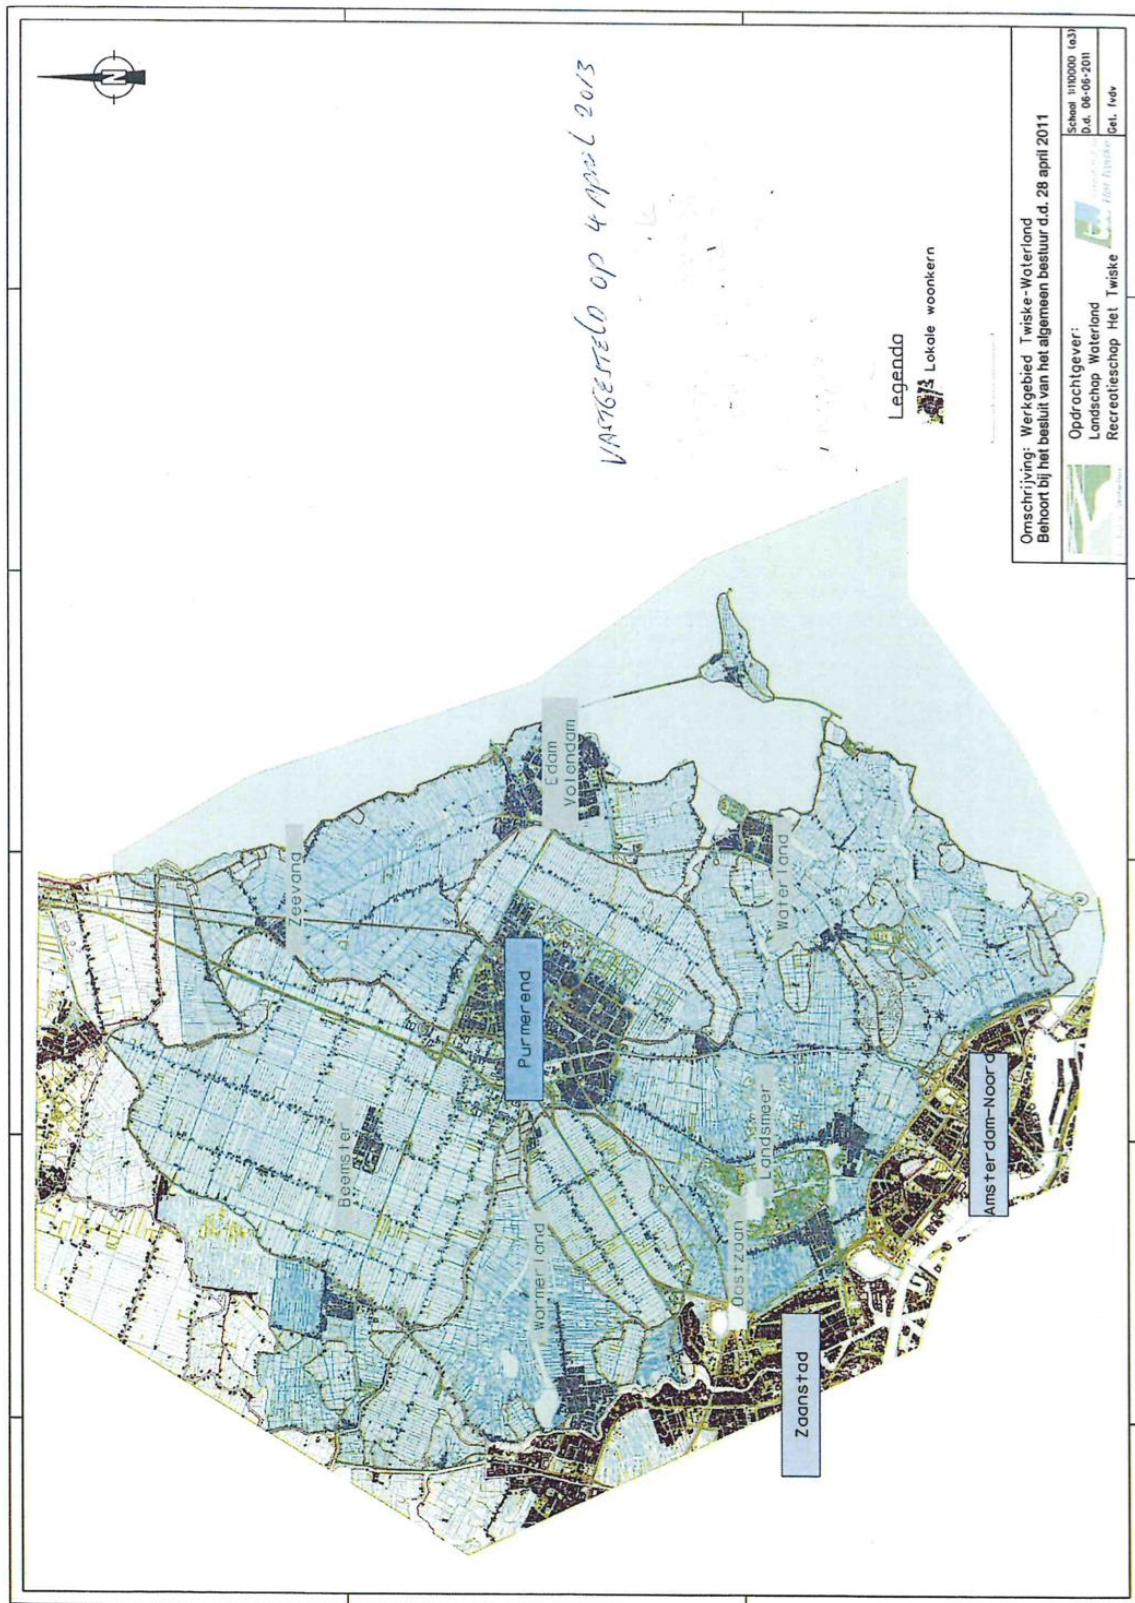 N
VASTGESTELD OP 4 APRIL 2013
Zeevang
Beemster
Edam
Volendam
Purmerend
Wormerland
Waterland
Landsmeer
Oostzaan
Zaanstad
Amsterdam-Noord
Legenda
Lokale woonkern
Omschrijving: Werkgebied Twiske-Waterland
Behoort bij het besluit van het algemeen bestuur d.d. 28 april 2011
Opdrachtgever:
Landschap Waterland
Recreatieschap Het Twiske
Het Twiske
Schaal 1:110000 (a3)
D.d. 06-06-2011
Get. fvdv